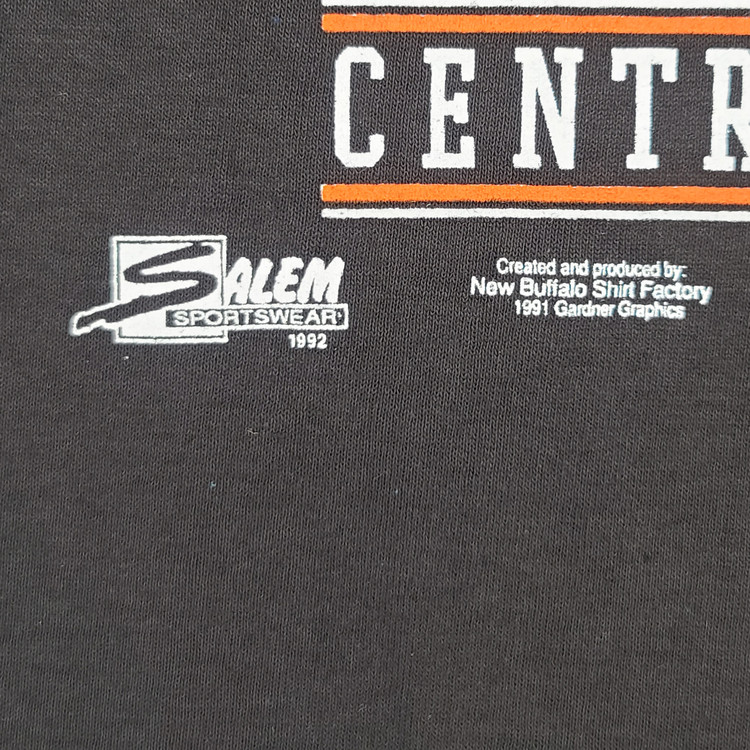 CENTR
SALEM
SPORTSWEAR
1992
Created and produced by:
New Buffalo Shirt Factory
1991 Gardner Graphics